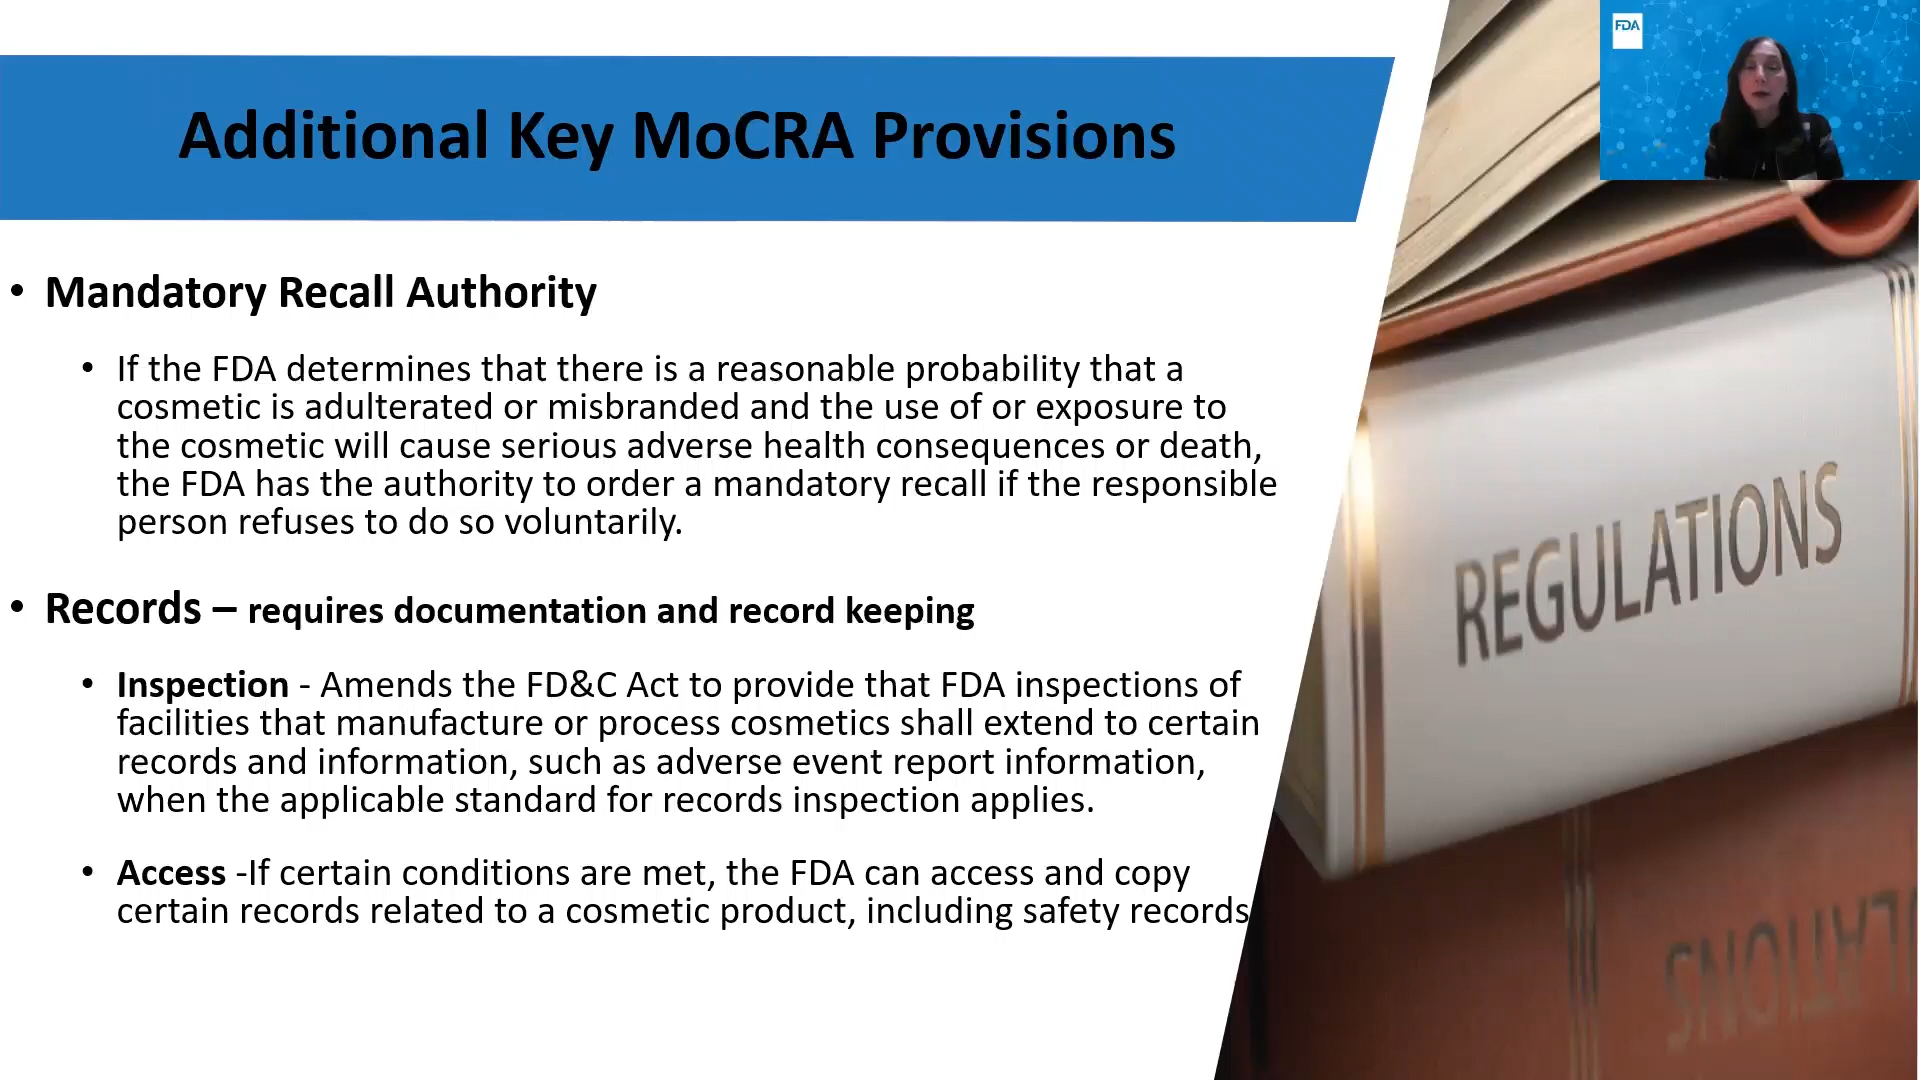 FDA
Additional Key MoCRA Provisions
• Mandatory Recall Authority
• If the FDA determines that there is a reasonable probability that a
cosmetic is adulterated or misbranded and the use of or exposure to
the cosmetic will cause serious adverse health consequences or death,
the FDA has the authority to order a mandatory recall if the responsible
person refuses to do so voluntarily.
• Records – requires documentation and record keeping
• Inspection - Amends the FD&C Act to provide that FDA inspections of
facilities that manufacture or process cosmetics shall extend to certain
records and information, such as adverse event report information,
when the applicable standard for records inspection applies.
• Access -If certain conditions are met, the FDA can access and copy
certain records related to a cosmetic product, including safety records
REGULATIONS